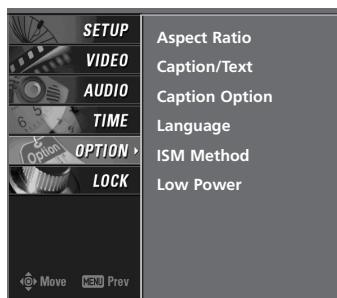 SETUP
VIDEO
AUDIO
TIME
OPTION
LOCK
Move MENU Prev
Aspect Ratio
Caption/Text
Caption Option
Language
ISM Method
Low Power